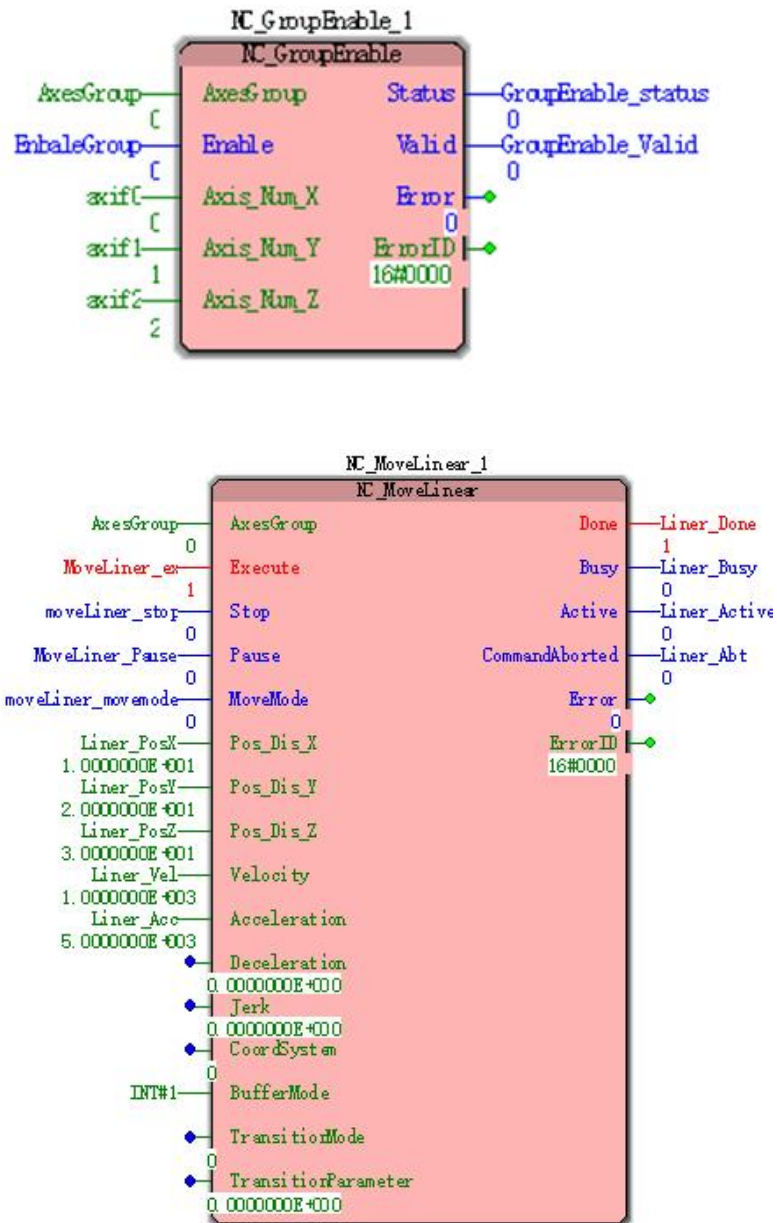 NC_GroupEnable_1
NC_GroupEnable
AxesGroup AxesGroup Status GroupEnable_status
0 0
EnbaleGroup Enable Valid GroupEnable_Valid
0 0
axif0 Axis_Num_X Error
0 0
axif1 Axis_Num_Y ErrorID
1 16#0000
axif2 Axis_Num_Z
2
NC_MoveLinear_1
NC_MoveLinear
AxesGroup AxesGroup Done Liner_Done
0 1
MoveLiner_ex Execute Busy Liner_Busy
1 0
moveLiner_stop Stop Active Liner_Active
0 0
MoveLiner_Pause Pause CommandAborted Liner_Abt
0 0
moveLiner_movemode MoveMode Error
0 0
Liner_PosX Pos_Dis_X ErrorID
1.0000000E+001 16#0000
Liner_PosY Pos_Dis_Y
2.0000000E+001
Liner_PosZ Pos_Dis_Z
3.0000000E+001
Liner_Vel Velocity
1.0000000E+003
Liner_Acc Acceleration
5.0000000E+003
Deceleration
0.0000000E+000
Jerk
0.0000000E+000
CoordSystem
0
INT#1 BufferMode
TransitionMode
0
TransitionParameter
0.0000000E+000